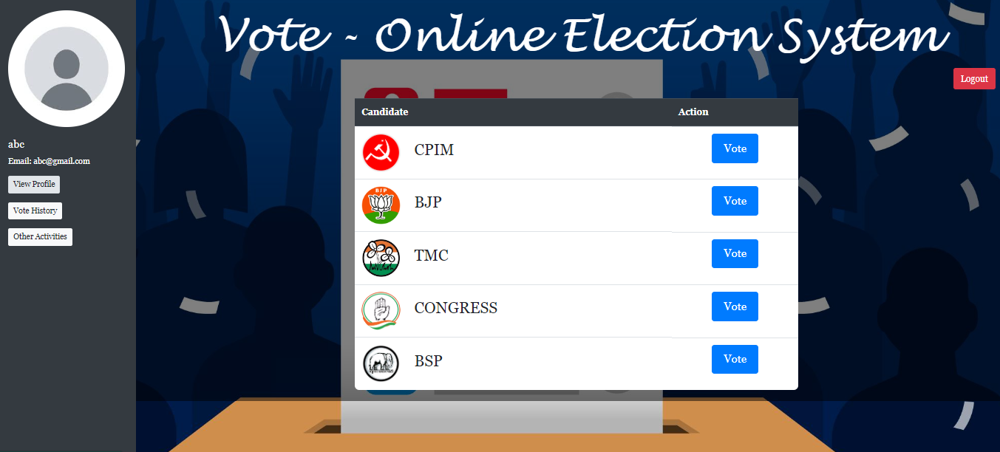 Vote - Online Election System
Logout
abc
Email: abc@gmail.com
View Profile
Vote History
Other Activities
Candidate Action
CPIM Vote
BJP
BJP Vote
TMC Vote
CONGRESS Vote
BSP Vote